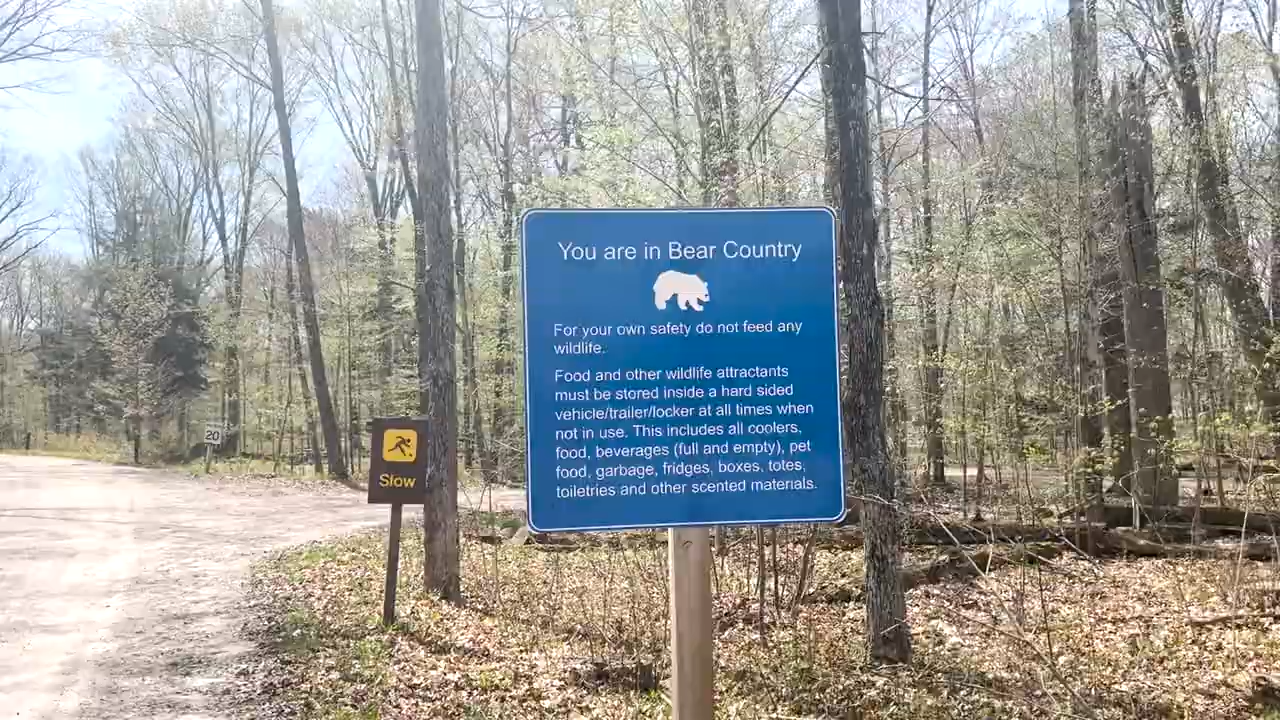 You are in Bear Country
For your own safety do not feed any
wildlife.
Food and other wildlife attractants
must be stored inside a hard sided
vehicle/trailer/locker at all times when
not in use. This includes all coolers,
food, beverages (full and empty), pet
food, garbage, fridges, boxes, totes,
toiletries and other scented materials.
Slow
20